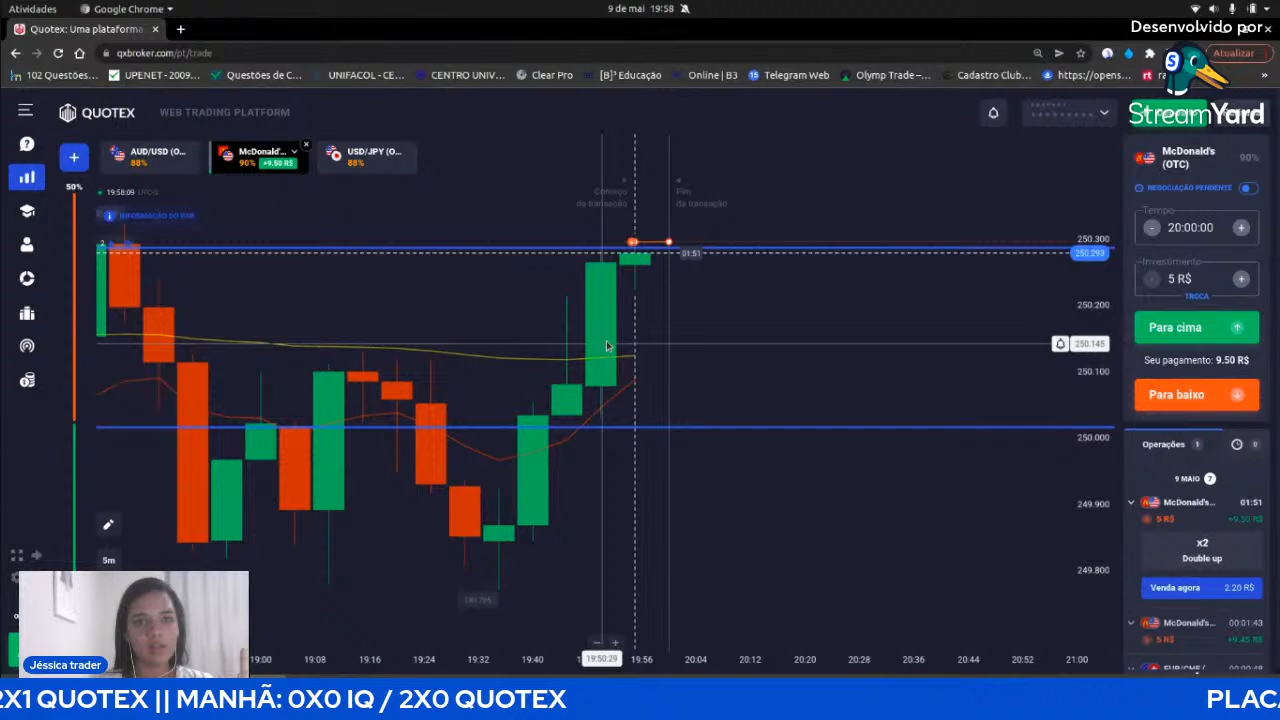 Atividades
Google Chrome
9 de mai 19:58
Quotex: Uma plataforma
Desenvolvido por
StreamYard
qxbroker.com/pt/trade
Atualizar
102 Questões...
UPENET - 2009...
Questões de C...
UNIFACOL - CE...
CENTRO UNIV...
Clear Pro
[B]³ Educação
Online | B3
Telegram Web
Olymp Trade –...
Cadastro Club...
https://opens...
QUOTEX
WEB TRADING PLATFORM
AUD/USD (O...
88%
McDonald'...
90% +9.50 R$
USD/JPY (O...
88%
50%
19:58:09 UTC-3
INFORMAÇÃO DO PAR
Começo
da transação
Fim
da transação
01:51
250.300
250.293
250.200
250.145
250.100
250.000
249.900
249.800
5m
19:00
19:16
19:24
19:32
19:40
19:50:29
19:56
20:04
20:12
20:20
20:28
20:36
20:44
20:52
21:00
McDonald's
(OTC)
90%
NEGOCIAÇÃO PENDENTE
Tempo
20:00:00
Investimento
5 R$
TROCA
Para cima
Seu pagamento: 9.50 R$
Para baixo
Operações 1
0
9 MAIO 7
McDonald's... 01:51
5 R$ +9.50 R$
x2
Double up
Venda agora 2.20 R$
McDonald's... 00:01:43
5 R$ +9.45 R$
Jéssica trader
2X1 QUOTEX || MANHÃ: 0X0 IQ / 2X0 QUOTEX
PLACA